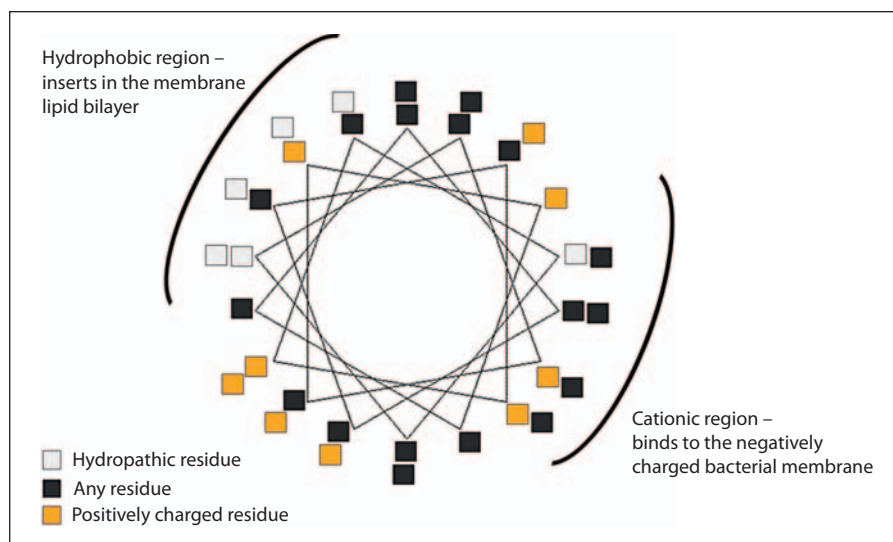 Hydrophobic region –
inserts in the membrane
lipid bilayer
Cationic region –
binds to the negatively
charged bacterial membrane
Hydropathic residue
Any residue
Positively charged residue